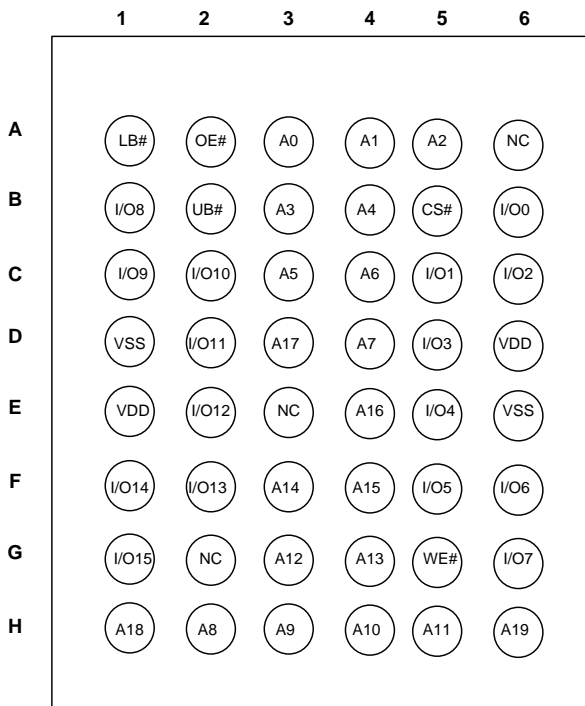 1 2 3 4 5 6
A LB# OE# A0 A1 A2 NC
B I/O8 UB# A3 A4 CS# I/O0
C I/O9 I/O10 A5 A6 I/O1 I/O2
D VSS I/O11 A17 A7 I/O3 VDD
E VDD I/O12 NC A16 I/O4 VSS
F I/O14 I/O13 A14 A15 I/O5 I/O6
G I/O15 NC A12 A13 WE# I/O7
H A18 A8 A9 A10 A11 A19